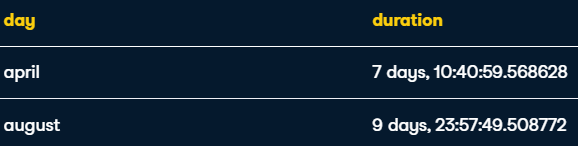 day duration
april 7 days, 10:40:59.568628
august 9 days, 23:57:49.508772